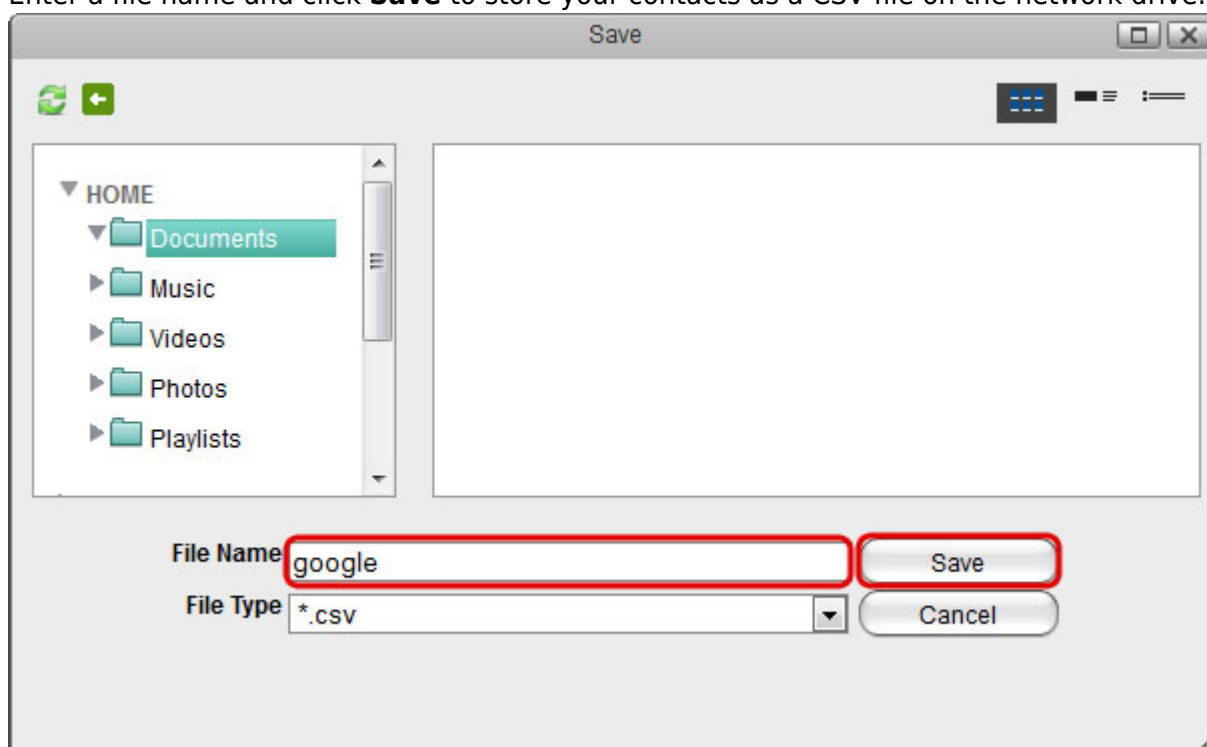 Enter a file name and click Save to store your contacts as a CSV file on the network drive.
Save
HOME
Documents
Music
Videos
Photos
Playlists
File Name google Save
File Type *.csv Cancel